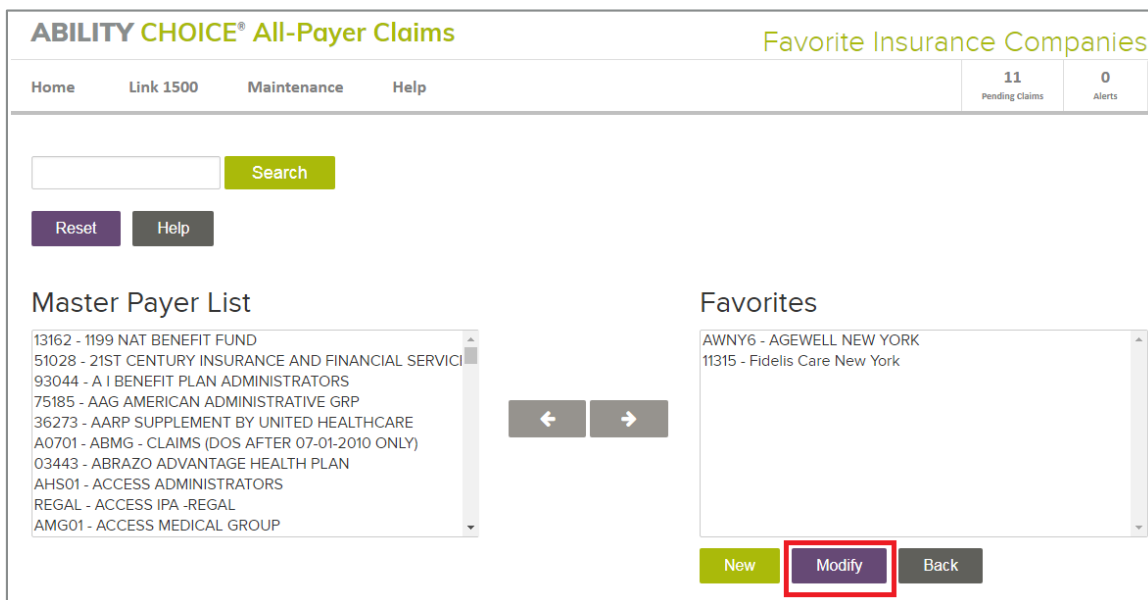 ABILITY CHOICE® All-Payer Claims
Favorite Insurance Companies
Home Link 1500 Maintenance Help
11
Pending Claims
0
Alerts
Search
Reset Help
Master Payer List
13162 - 1199 NAT BENEFIT FUND
51028 - 21ST CENTURY INSURANCE AND FINANCIAL
93044 - A I BENEFIT PLAN ADMINISTRATORS
75185 - AAG AMERICAN ADMINISTRATIVE GRP
36273 - AARP SUPPLEMENT BY UNITED HEALTHCARE
A0701 - ABMG - CLAIMS (DOS AFTER 07-01-2010 ONLY)
03443 - ABRAZO ADVANTAGE HEALTH PLAN
AHS01 - ACCESS ADMINISTRATORS
REGAL - ACCESS IPA -REGAL
AMG01 - ACCESS MEDICAL GROUP
Favorites
AWNY6 - AGEWELL NEW YORK
11315 - Fidelis Care New York
New Modify Back